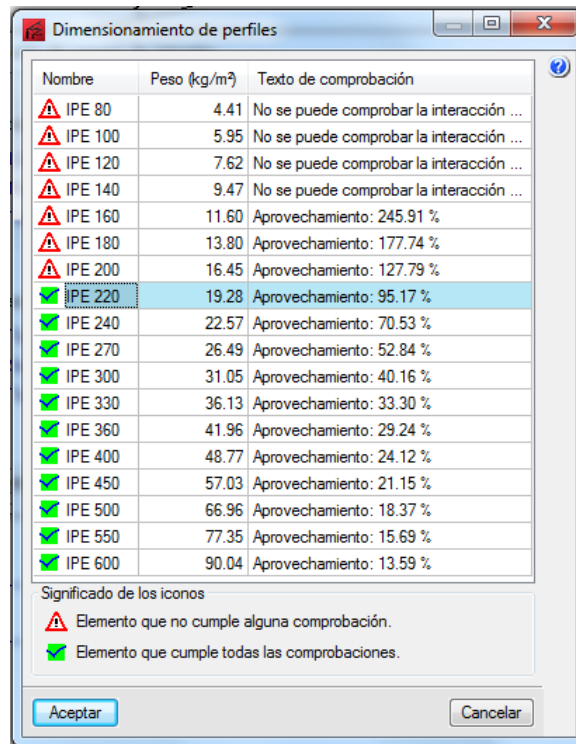 Dimensionamiento de perfiles
Nombre Peso (kg/m²) Texto de comprobación
IPE 80 4.41 No se puede comprobar la interacción ...
IPE 100 5.95 No se puede comprobar la interacción ...
IPE 120 7.62 No se puede comprobar la interacción ...
IPE 140 9.47 No se puede comprobar la interacción ...
IPE 160 11.60 Aprovechamiento: 245.91 %
IPE 180 13.80 Aprovechamiento: 177.74 %
IPE 200 16.45 Aprovechamiento: 127.79 %
IPE 220 19.28 Aprovechamiento: 95.17 %
IPE 240 22.57 Aprovechamiento: 70.53 %
IPE 270 26.49 Aprovechamiento: 52.84 %
IPE 300 31.05 Aprovechamiento: 40.16 %
IPE 330 36.13 Aprovechamiento: 33.30 %
IPE 360 41.96 Aprovechamiento: 29.24 %
IPE 400 48.77 Aprovechamiento: 24.12 %
IPE 450 57.03 Aprovechamiento: 21.15 %
IPE 500 66.96 Aprovechamiento: 18.37 %
IPE 550 77.35 Aprovechamiento: 15.69 %
IPE 600 90.04 Aprovechamiento: 13.59 %
Significado de los iconos
Elemento que no cumple alguna comprobación.
Elemento que cumple todas las comprobaciones.
Aceptar Cancelar